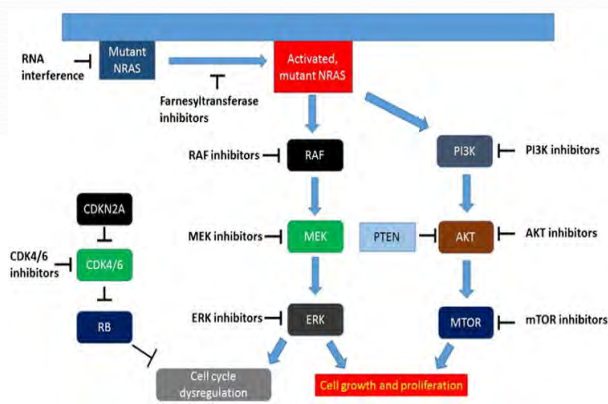 Mutant
NRAS
Activated,
mutant NRAS
RNA
interference
Farnesyltransferase
inhibitors
RAF inhibitors
RAF
PI3K
PI3K inhibitors
CDKN2A
MEK inhibitors
MEK
PTEN
AKT
AKT inhibitors
CDK4/6
inhibitors
CDK4/6
ERK inhibitors
ERK
MTOR
mTOR inhibitors
RB
Cell cycle
dysregulation
Cell growth and proliferation